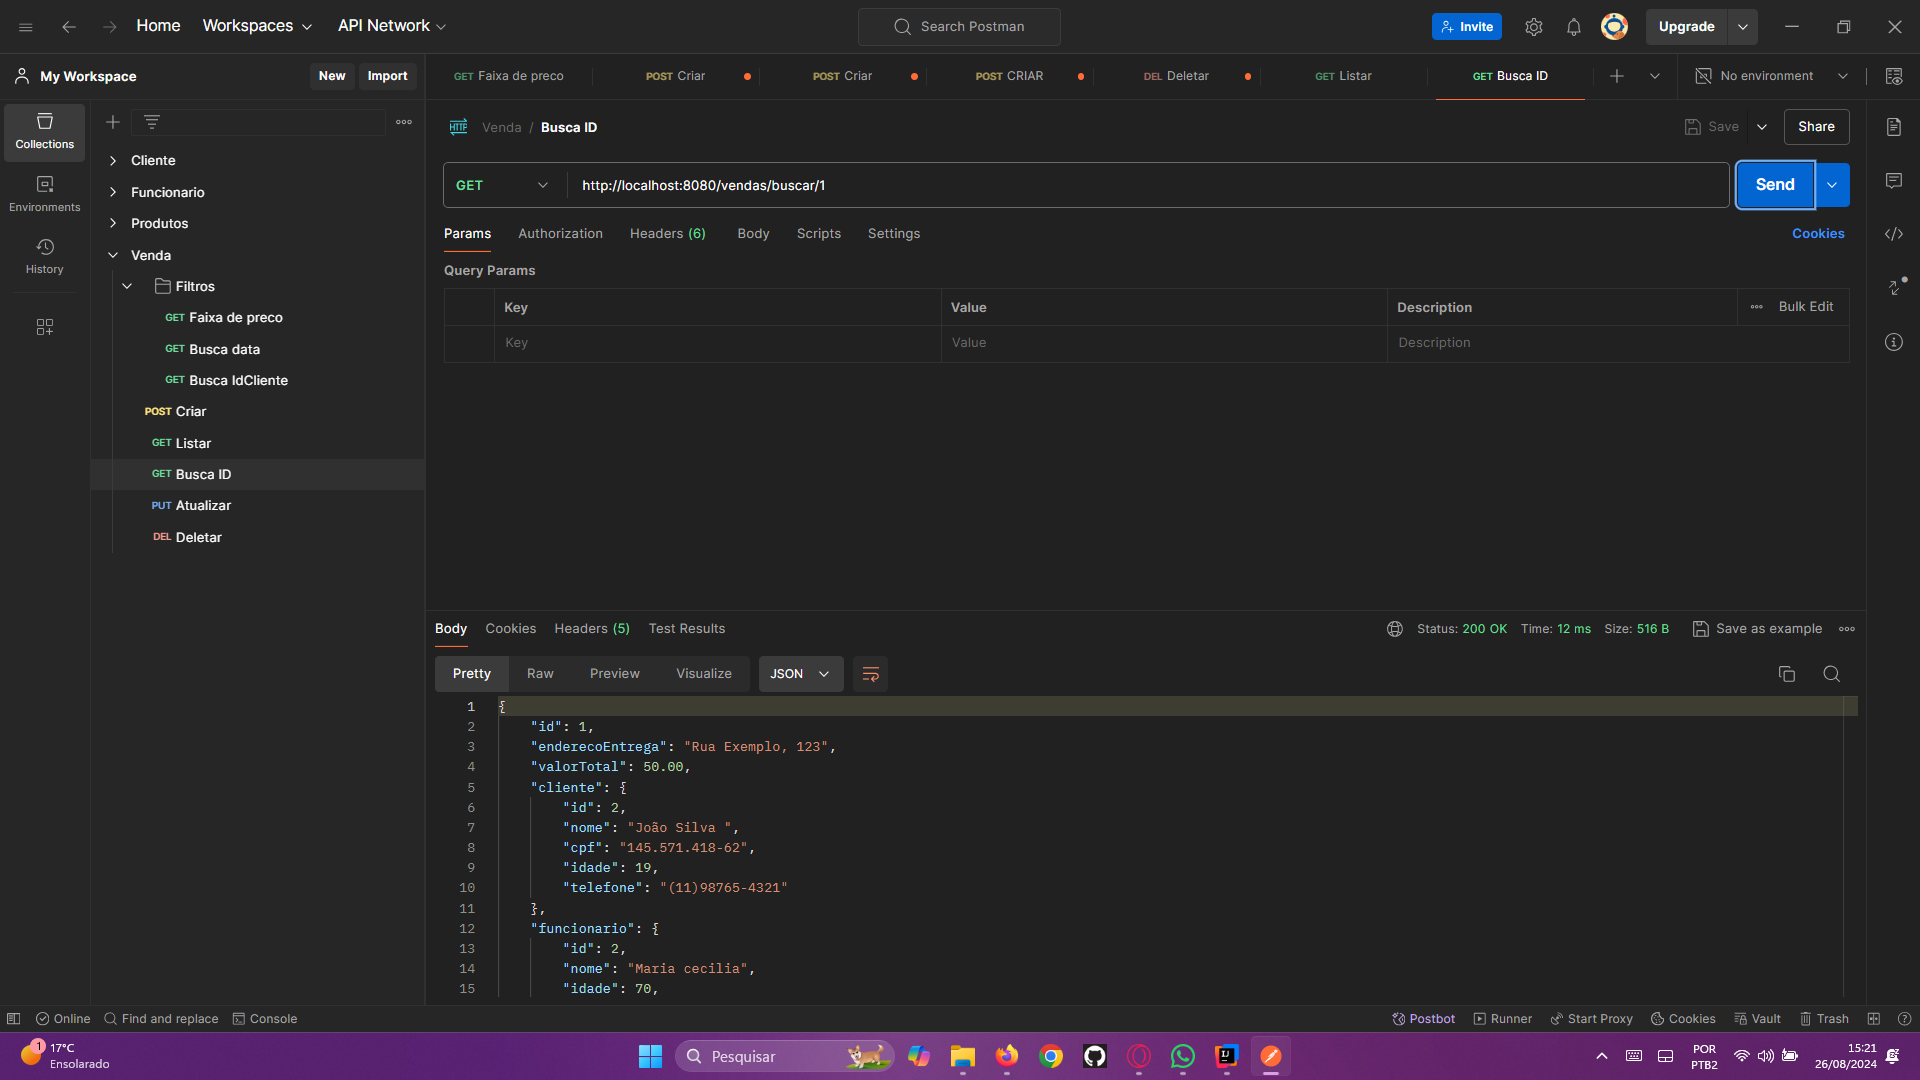 Home Workspaces API Network Search Postman Invite Upgrade
My Workspace New Import
GET Faixa de preco POST Criar POST Criar POST CRIAR DEL Deletar GET Listar GET Busca ID No environment
Collections
Environments
History
Cliente
Funcionario
Produtos
Venda
Filtros
GET Faixa de preco
GET Busca data
GET Busca IdCliente
POST Criar
GET Listar
GET Busca ID
PUT Atualizar
DEL Deletar
HTTP Venda / Busca ID Save Share
GET http://localhost:8080/vendas/buscar/1 Send
Params Authorization Headers (6) Body Scripts Settings Cookies
Query Params
Key Value Description Bulk Edit
Key Value Description
Body Cookies Headers (5) Test Results Status: 200 OK Time: 12 ms Size: 516 B Save as example
Pretty Raw Preview Visualize JSON
1 {
2 "id": 1,
3 "enderecoEntrega": "Rua Exemplo, 123",
4 "valorTotal": 50.00,
5 "cliente": {
6 "id": 2,
7 "nome": "João Silva ",
8 "cpf": "145.571.418-62",
9 "idade": 19,
10 "telefone": "(11)98765-4321"
11 },
12 "funcionario": {
13 "id": 2,
14 "nome": "Maria cecilia",
15 "idade": 70,
Online Find and replace Console Postbot Runner Start Proxy Cookies Vault Trash
1 17°C
Ensolarado
Pesquisar
POR
PTB2
15:21
26/08/2024